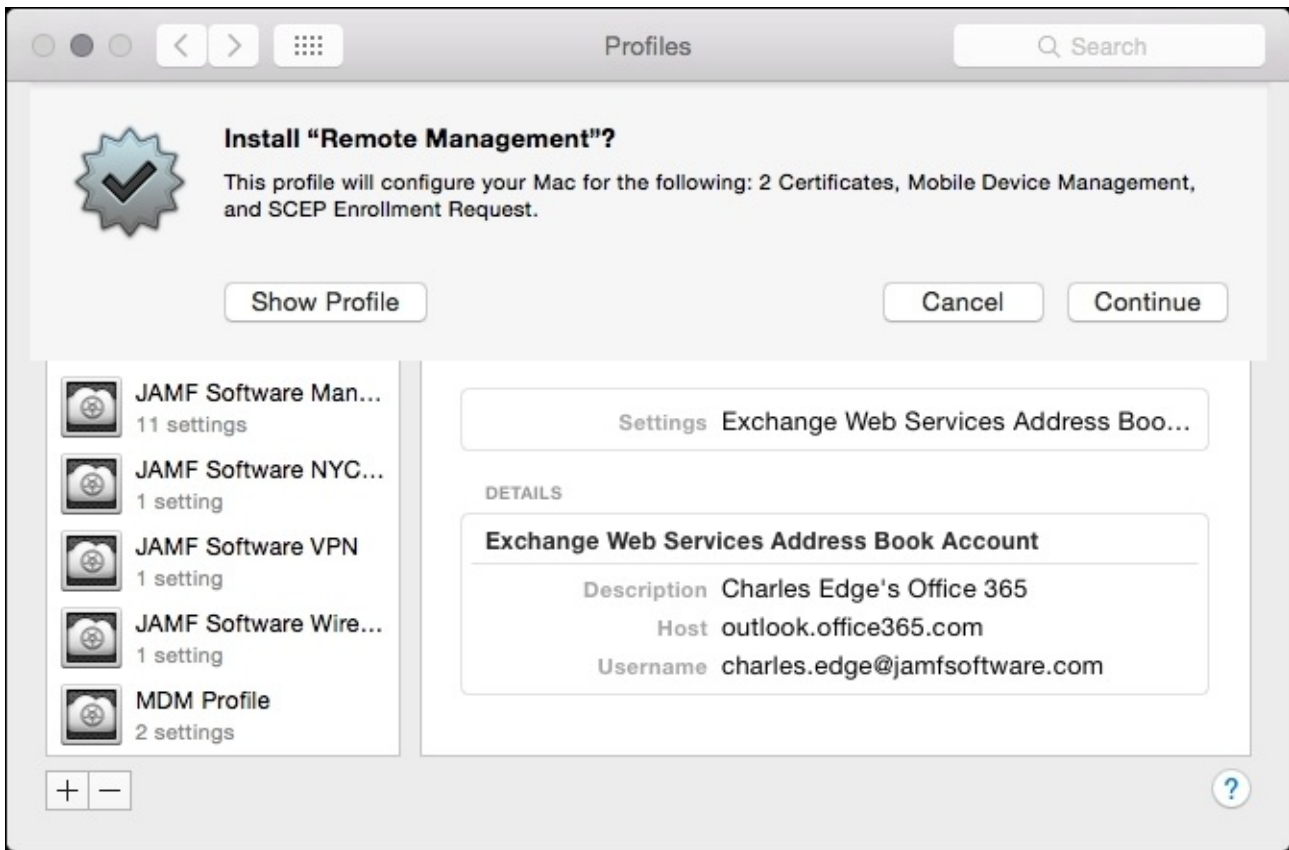 Profiles
Search
Install “Remote Management”?
This profile will configure your Mac for the following: 2 Certificates, Mobile Device Management,
and SCEP Enrollment Request.
Show Profile
Cancel
Continue
JAMF Software Man...
11 settings
JAMF Software NYC...
1 setting
JAMF Software VPN
1 setting
JAMF Software Wire...
1 setting
MDM Profile
2 settings
Settings Exchange Web Services Address Boo...
DETAILS
Exchange Web Services Address Book Account
Description Charles Edge's Office 365
Host outlook.office365.com
Username charles.edge@jamfsoftware.com
+ −
?